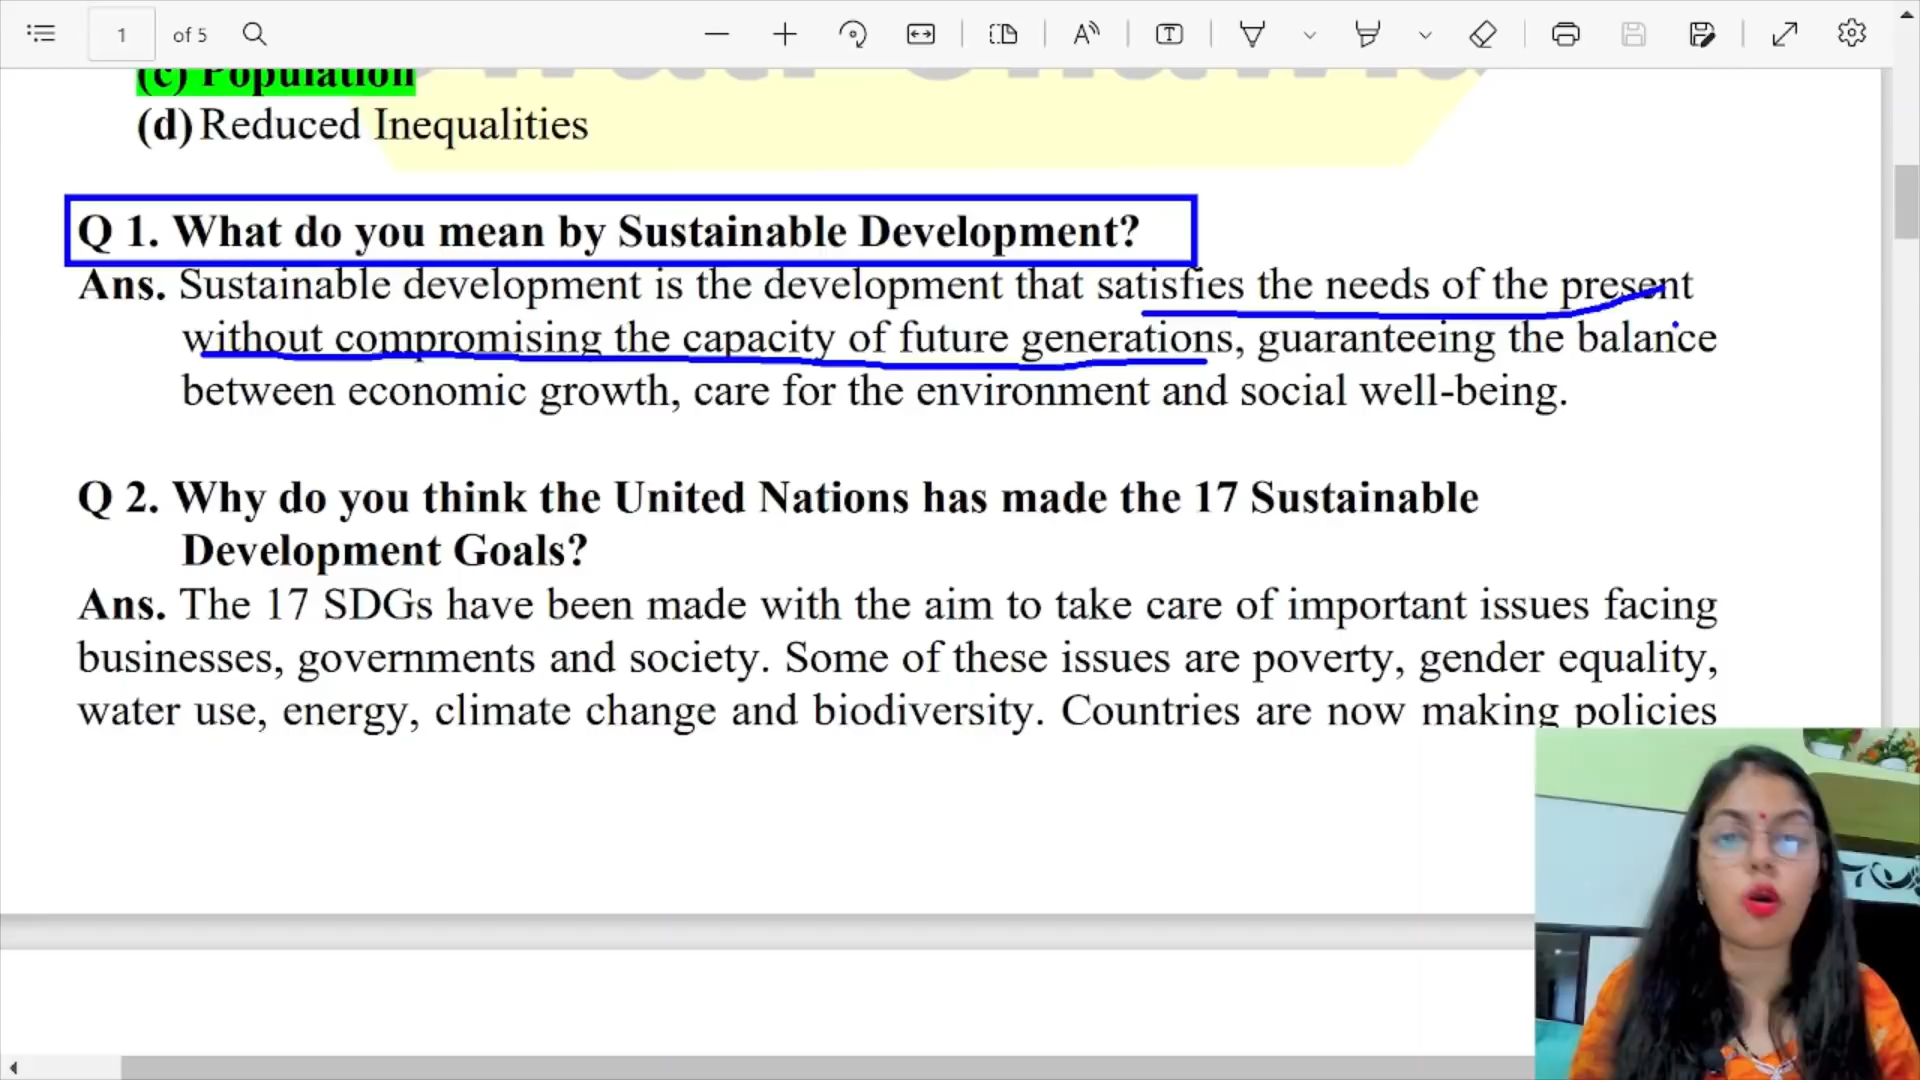 1 of 5
(c) Population
(d) Reduced Inequalities
Q 1. What do you mean by Sustainable Development?
Ans. Sustainable development is the development that satisfies the needs of the present
without compromising the capacity of future generations, guaranteeing the balance
between economic growth, care for the environment and social well-being.
Q 2. Why do you think the United Nations has made the 17 Sustainable
Development Goals?
Ans. The 17 SDGs have been made with the aim to take care of important issues facing
businesses, governments and society. Some of these issues are poverty, gender equality,
water use, energy, climate change and biodiversity. Countries are now making policies